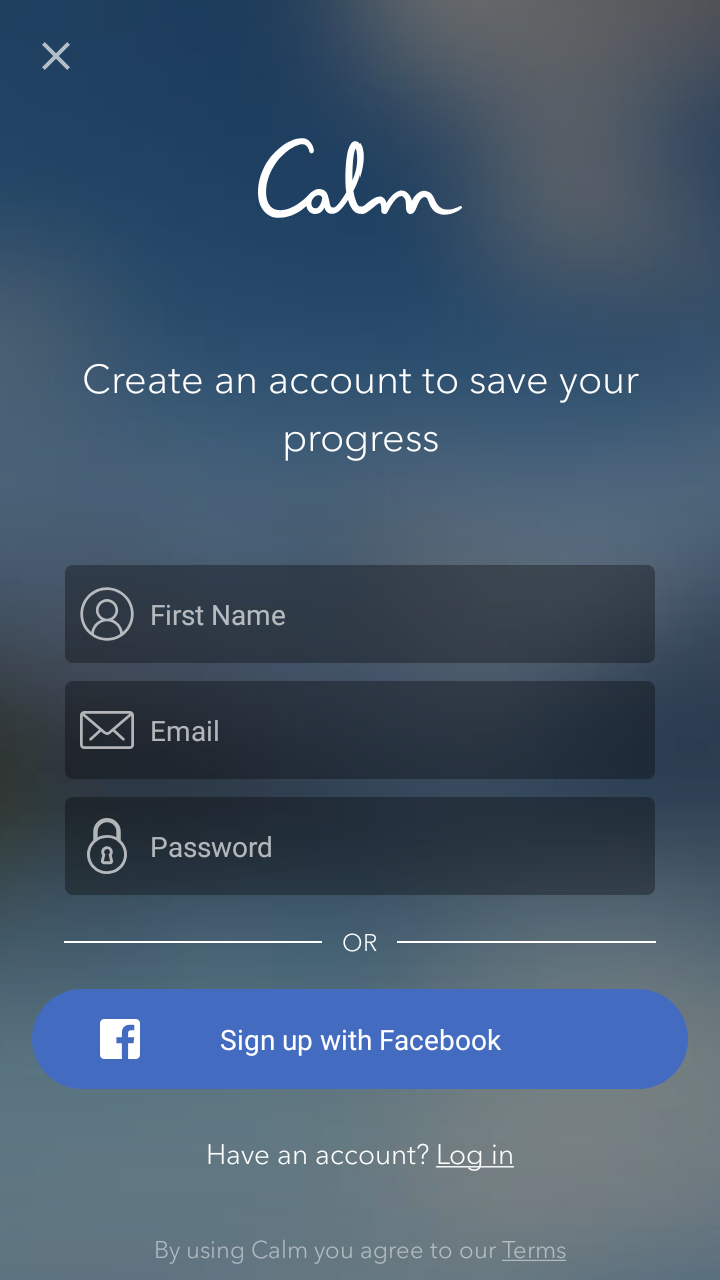 Calm
Create an account to save your
progress
First Name
Email
Password
OR
Sign up with Facebook
Have an account? Log in
By using Calm you agree to our Terms